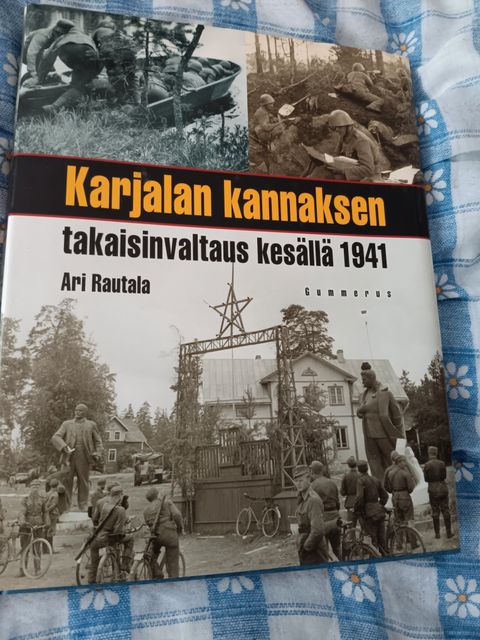 Karjalan kannaksen
takaisinvaltaus kesällä 1941
Ari Rautala
Gummerus